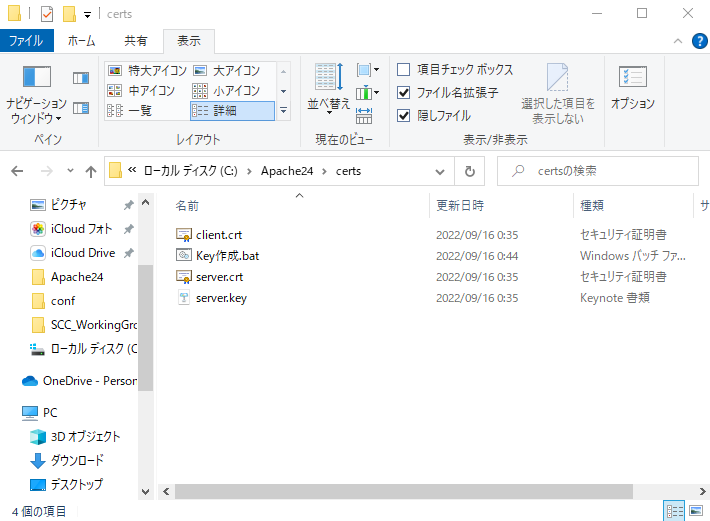 certs
ファイル ホーム 共有 表示
ナビゲーション ウィンドウ
特大アイコン 大アイコン
中アイコン 小アイコン
一覧 詳細
並べ替え
項目チェック ボックス
ファイル名拡張子
隠しファイル
選択した項目を 表示しない
オプション
ペイン レイアウト 現在のビュー 表示/非表示
« ローカル ディスク (C:) Apache24 certs
certsの検索
ピクチャ
iCloud フォト
iCloud Drive
Apache24
conf
SCC_WorkingGro
ローカル ディスク (C
OneDrive - Person
PC
3D オブジェクト
ダウンロード
デスクトップ
名前 更新日時 種類 サ
client.crt 2022/09/16 0:35 セキュリティ証明書
Key作成.bat 2022/09/16 0:44 Windows バッチ ファ...
server.crt 2022/09/16 0:35 セキュリティ証明書
server.key 2022/09/16 0:35 Keynote 書類
4 個の項目